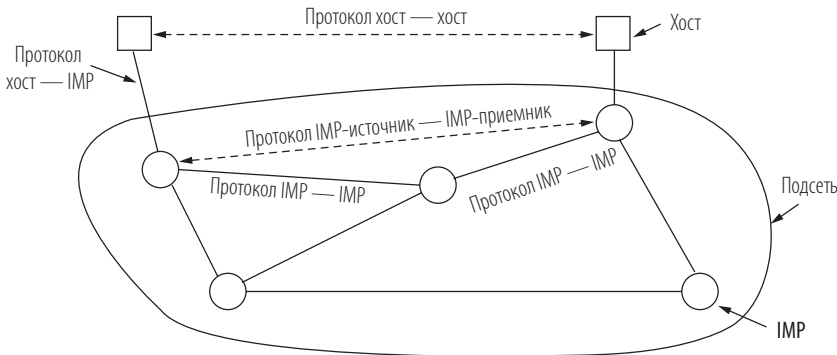 Протокол хост — хост
Хост
Протокол
хост — IMP
Протокол IMP-источник — IMP-приемник
Протокол IMP — IMP
Протокол IMP — IMP
Подсеть
IMP